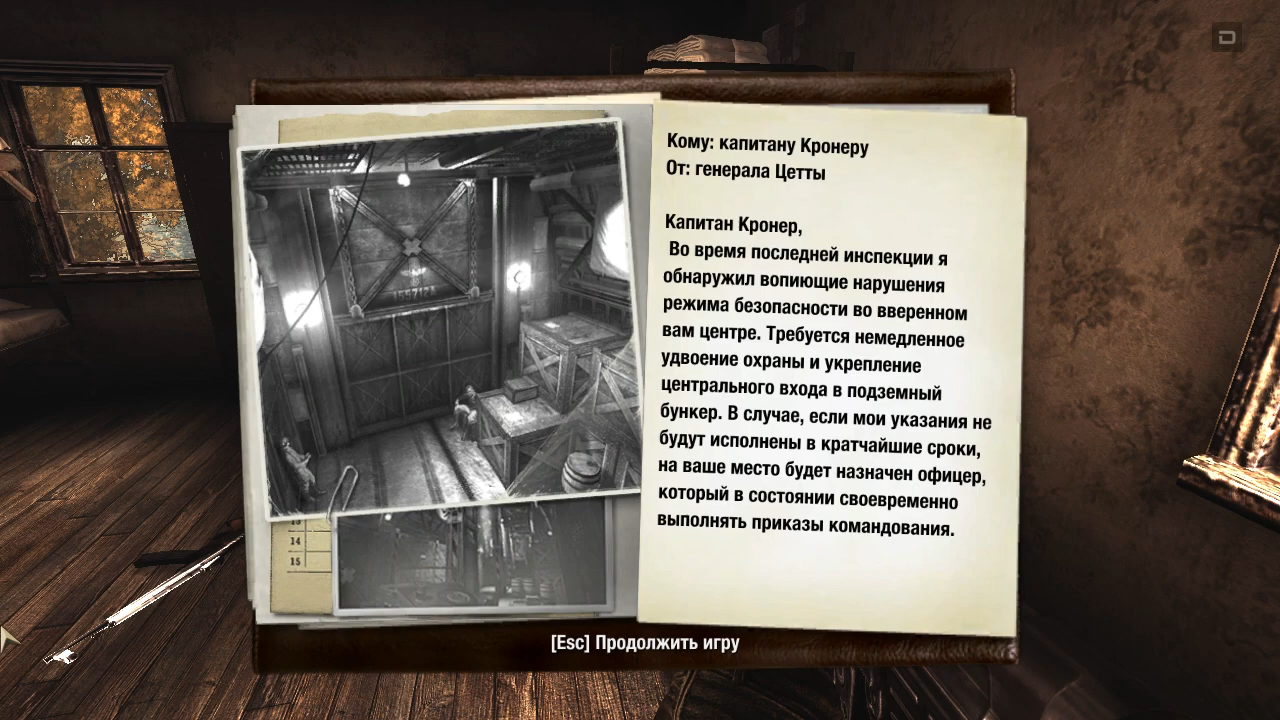 Кому: капитану Кронеру
От: генерала Цетты
Капитан Кронер,
Во время последней инспекции я
обнаружил вопиющие нарушения
режима безопасности во вверенном
вам центре. Требуется немедленное
удвоение охраны и укрепление
центрального входа в подземный
бункер. В случае, если мои указания не
будут исполнены в кратчайшие сроки,
на ваше место будет назначен офицер,
который в состоянии своевременно
выполнять приказы командования.
13
14
15
[Esc] Продолжить игру